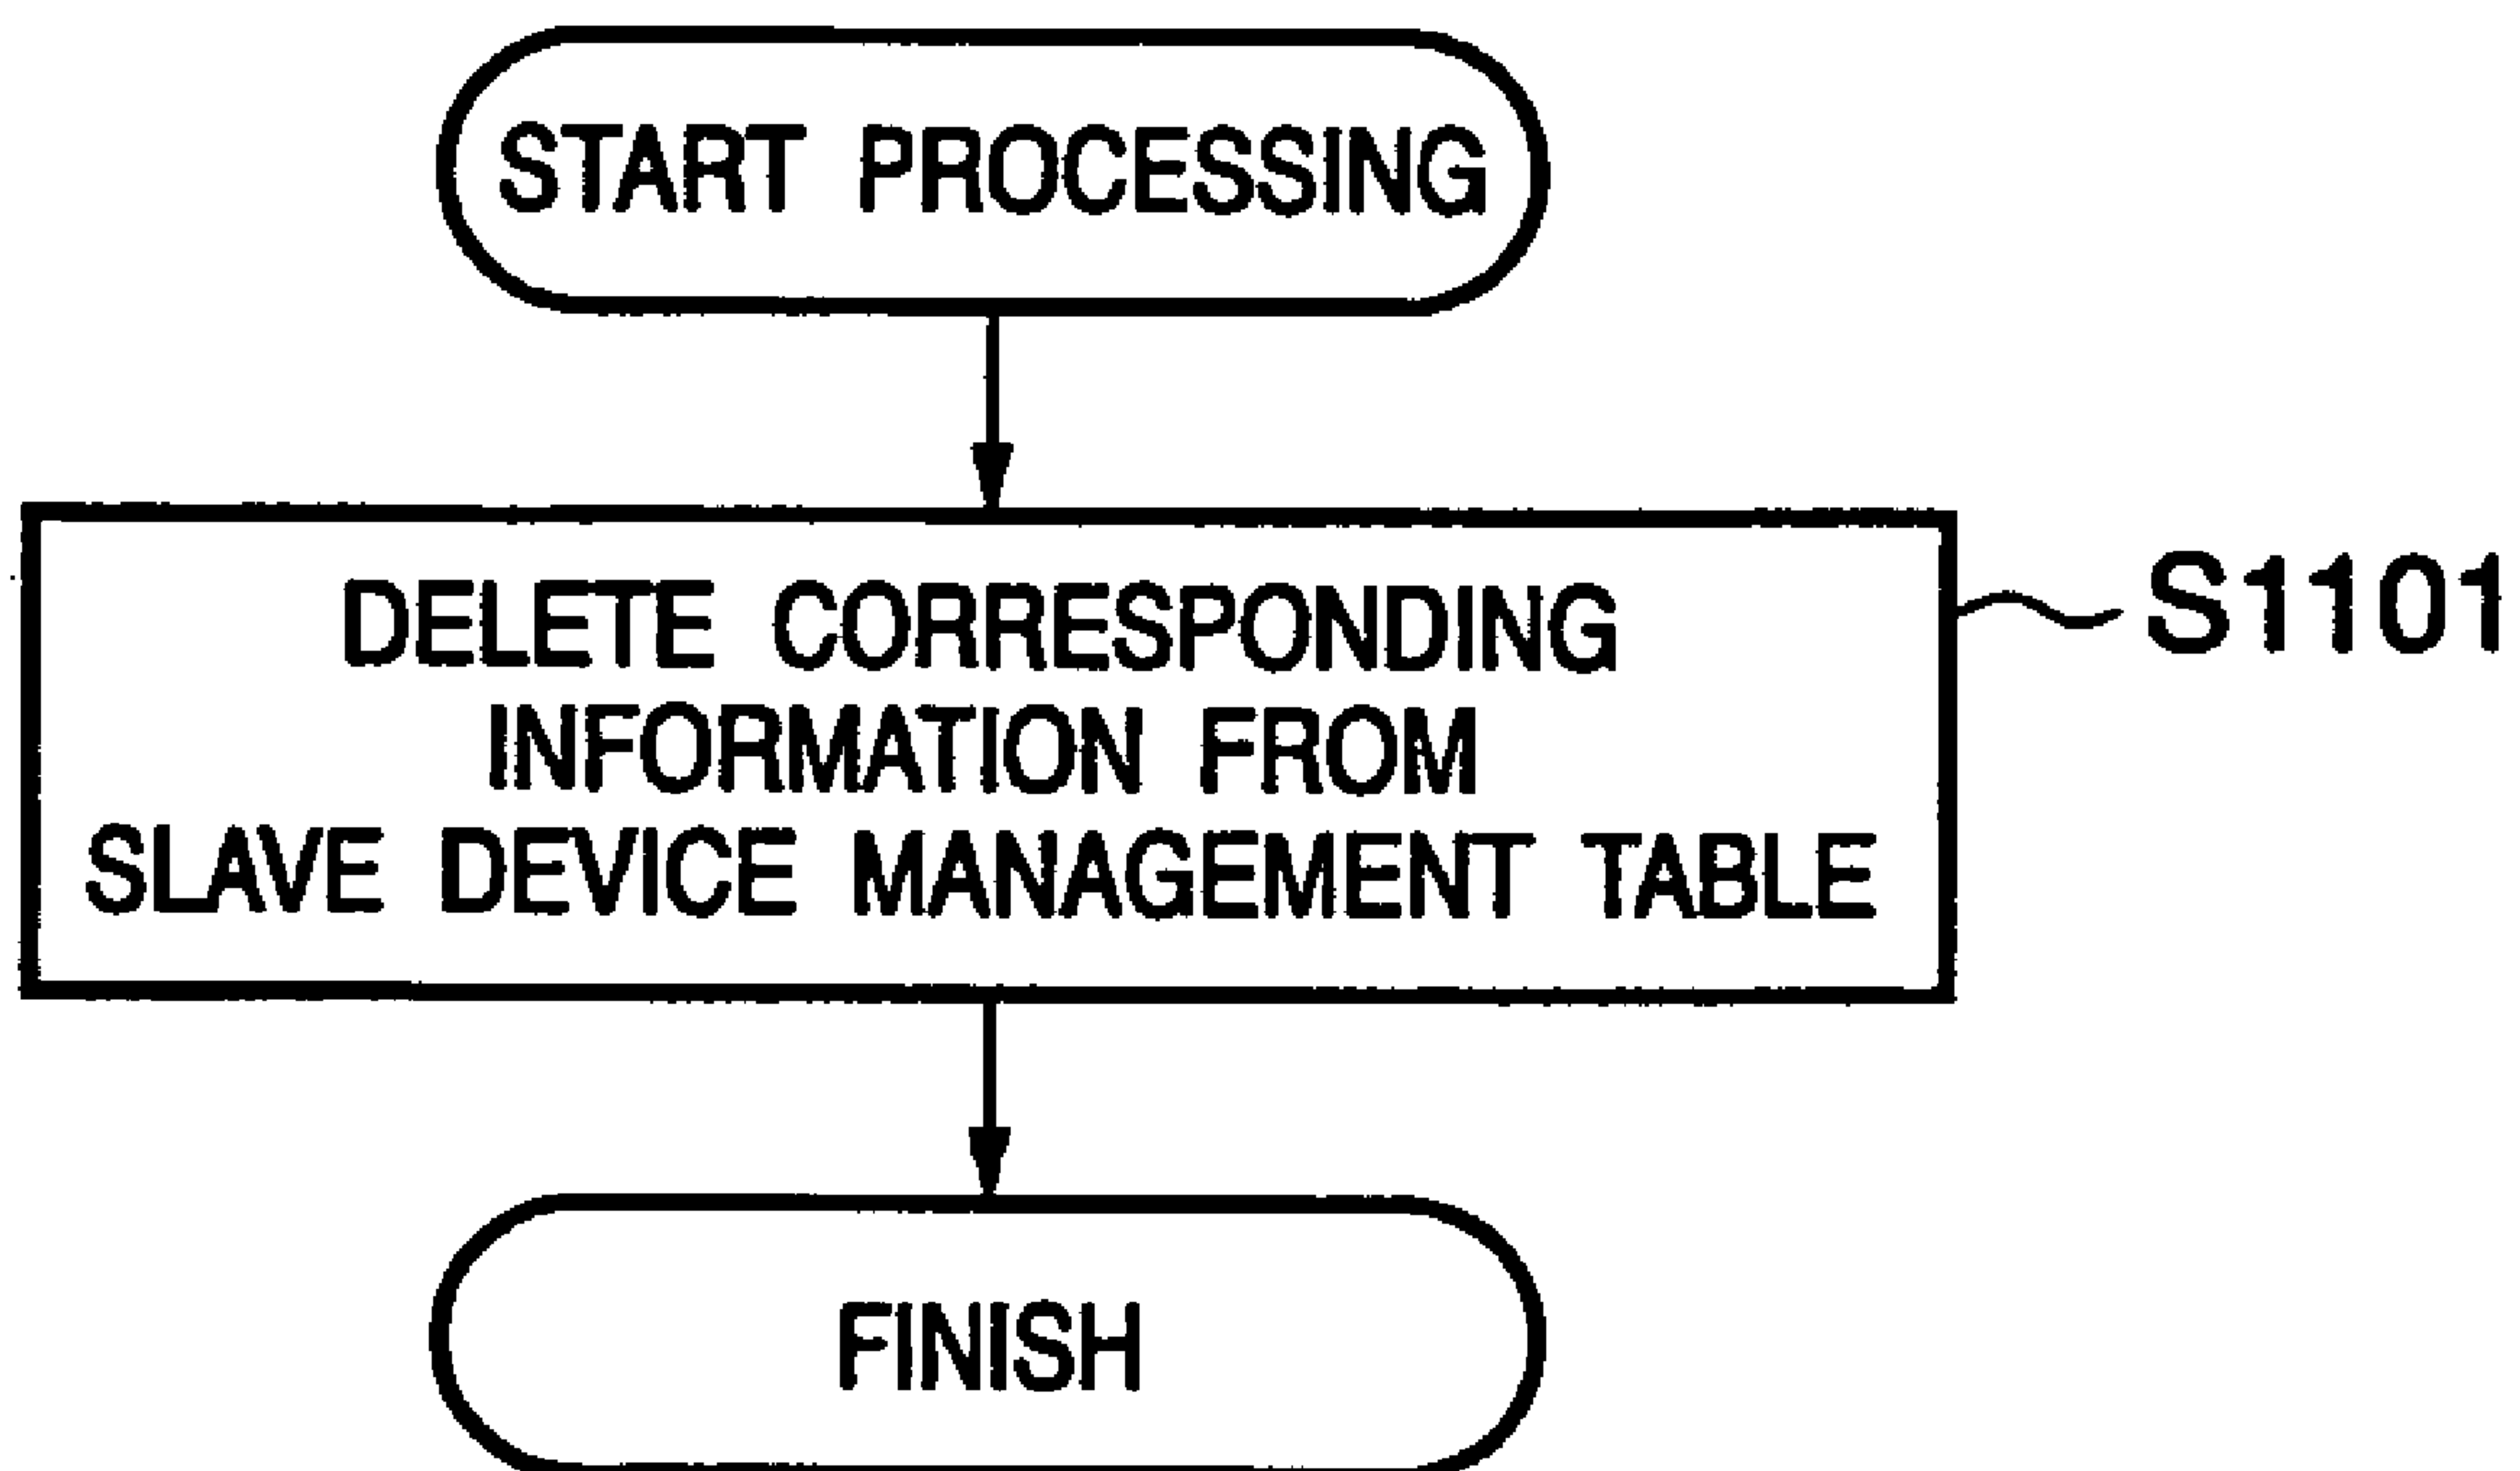 START PROCESSING
DELETE CORRESPONDING
INFORMATION FROM
SLAVE DEVICE MANAGEMENT TABLE
S1101
FINISH